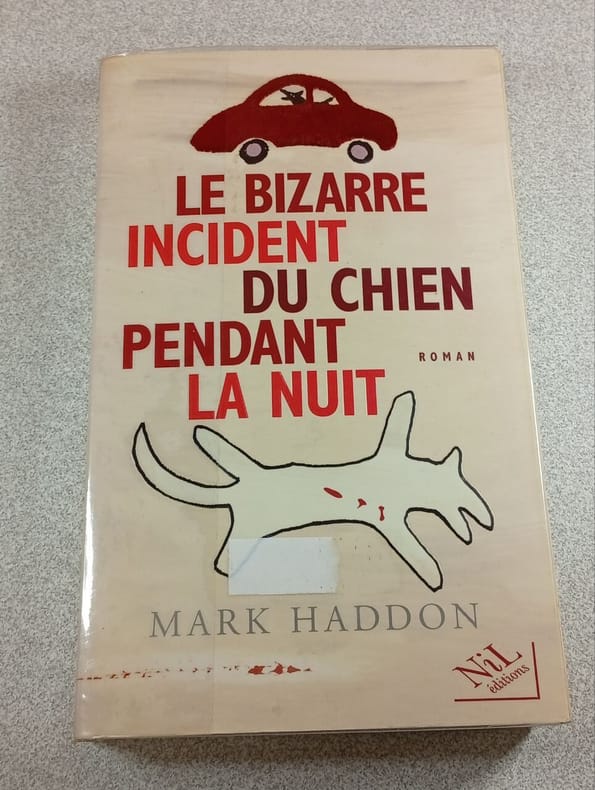 LE BIZARRE
INCIDENT
DU CHIEN
PENDANT
ROMAN
LA NUIT
MARK HADDON
NiL
éditions